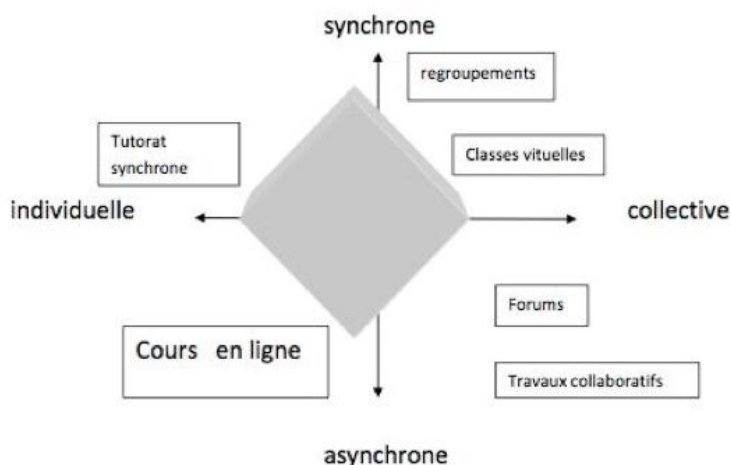 synchrone
regroupements
Tutorat
synchrone
Classes vituelles
individuelle
collective
Forums
Cours en ligne
Travaux collaboratifs
asynchrone